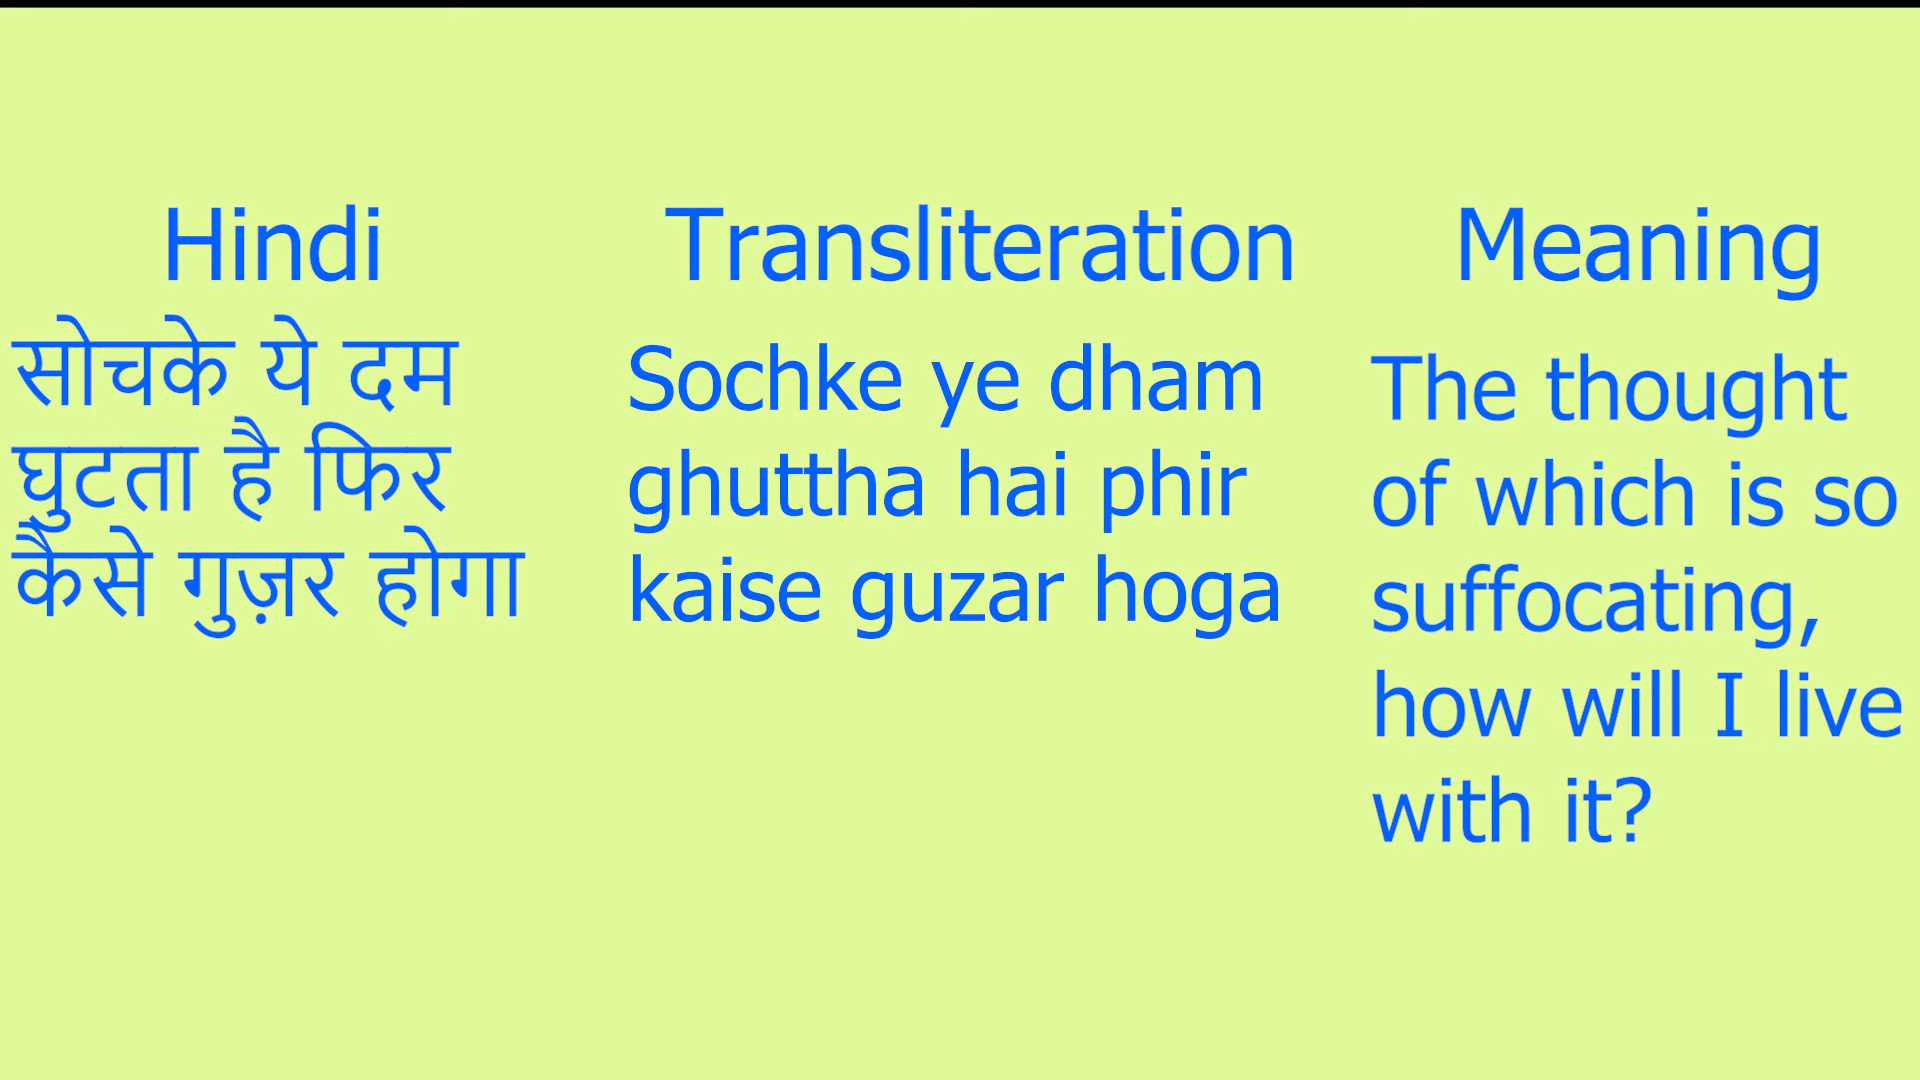 Hindi
सोचके ये दम
घुटता है फिर
कैसे गुज़र होगा
Transliteration
Sochke ye dham
ghuttha hai phir
kaise guzar hoga
Meaning
The thought
of which is so
suffocating,
how will I live
with it?